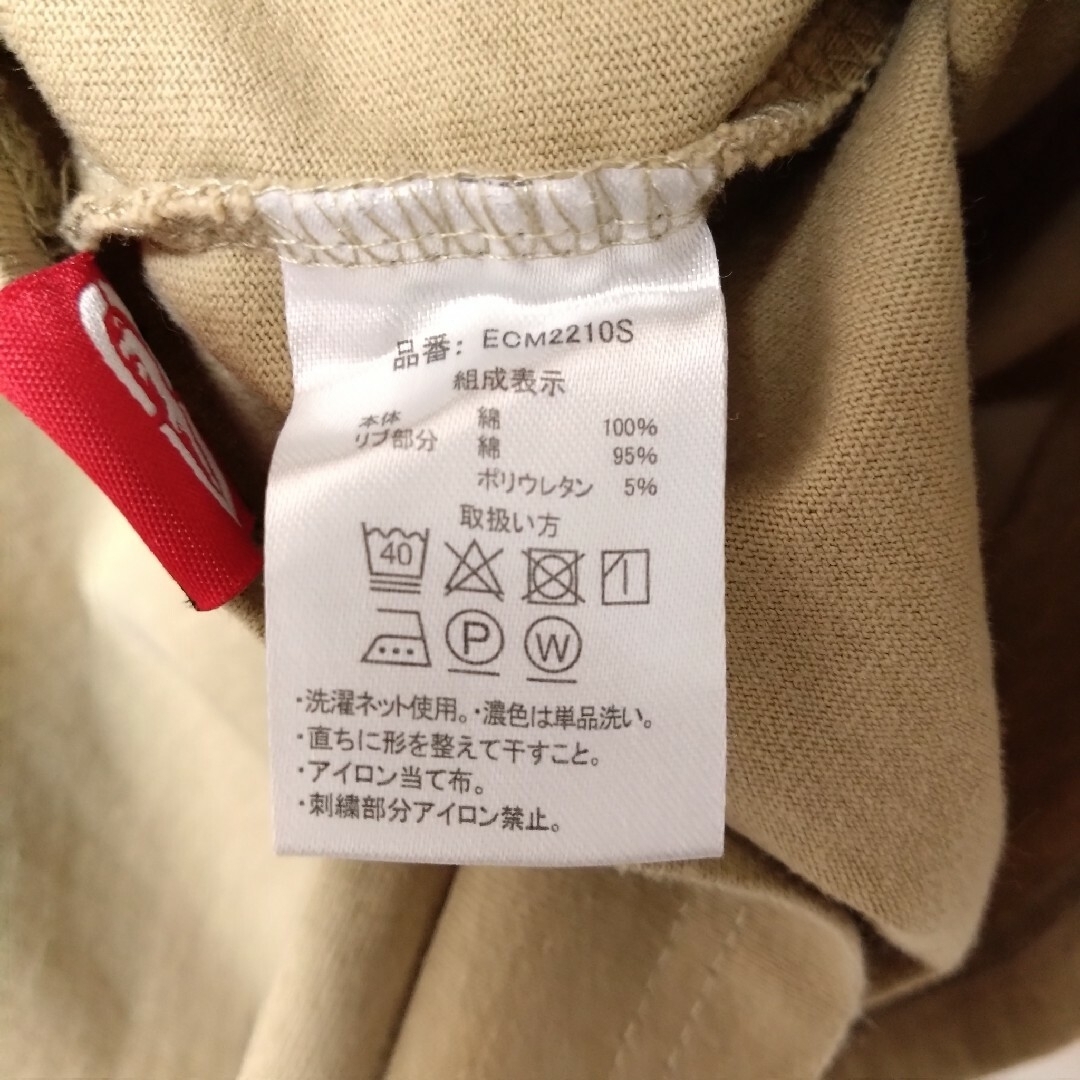 品番: ECM2210S
組成表示
本体 綿 100%
リブ部分 綿 95%
ポリウレタン 5%
取扱い方
40
P W
・洗濯ネット使用。・濃色は単品洗い。
・直ちに形を整えて干すこと。
・アイロン当て布。
・刺繍部分アイロン禁止。